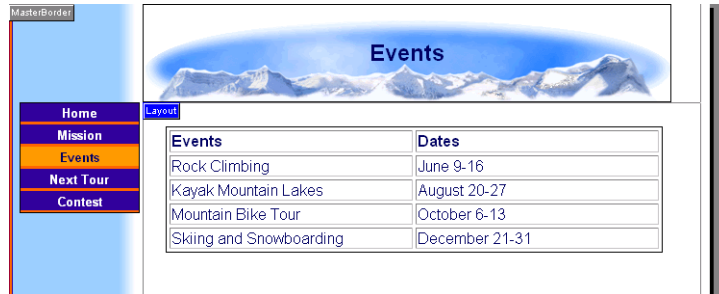 MasterBorder
Events
Home
Mission
Events
Next Tour
Contest
Layout
Events Dates
Rock Climbing June 9-16
Kayak Mountain Lakes August 20-27
Mountain Bike Tour October 6-13
Skiing and Snowboarding December 21-31